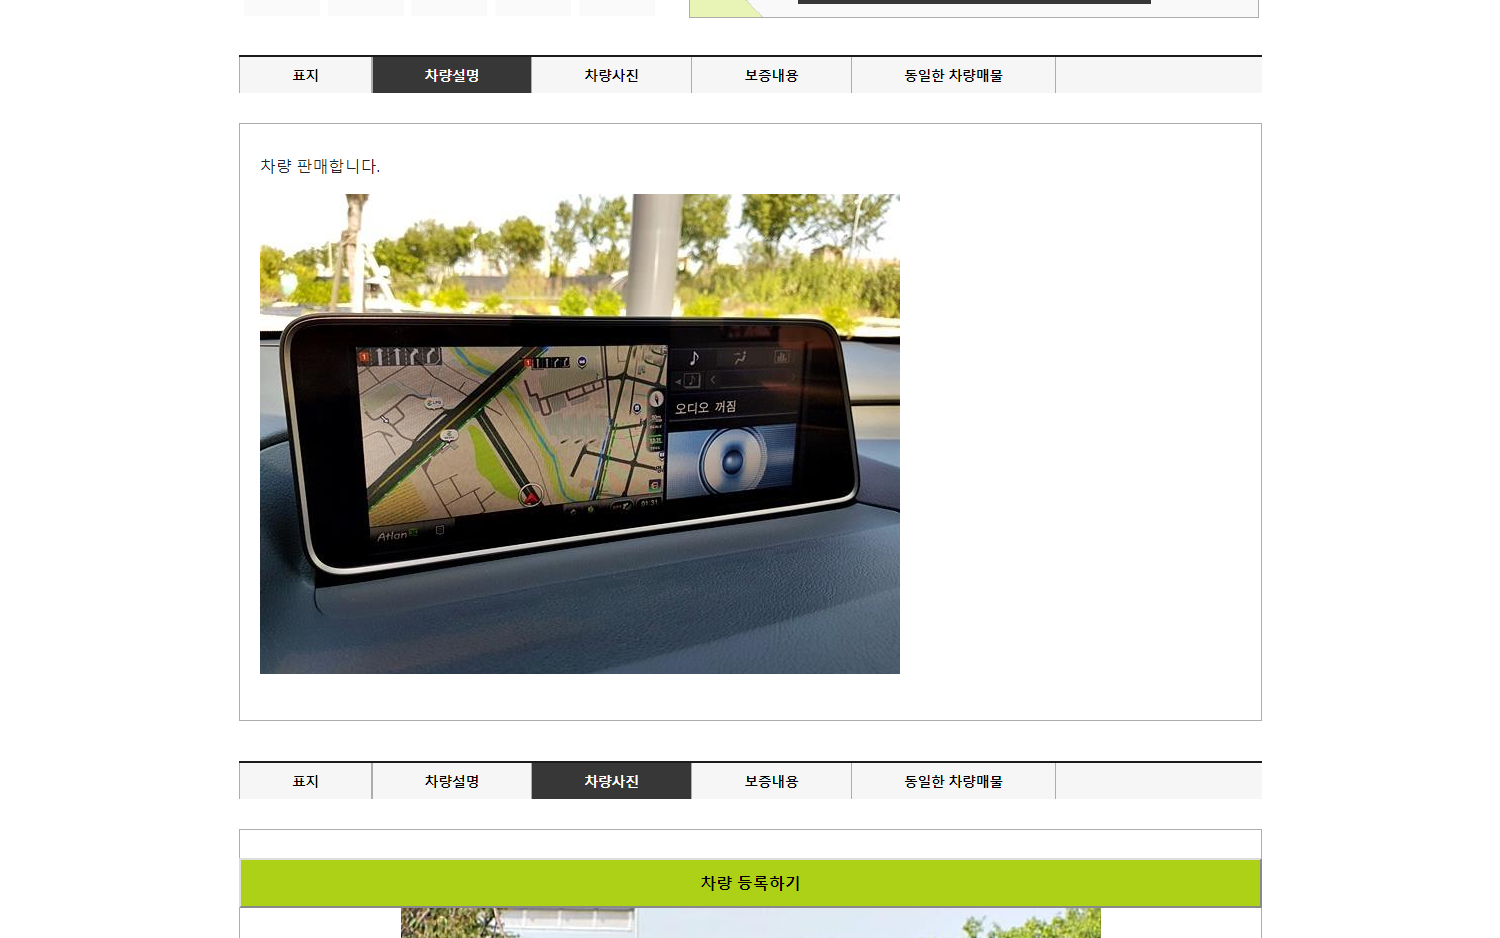 표지 차량설명 차량사진 보증내용 동일한 차량매물
차량 판매합니다.
오디오 꺼짐
01:31
Atlan
표지 차량설명 차량사진 보증내용 동일한 차량매물
차량 등록하기